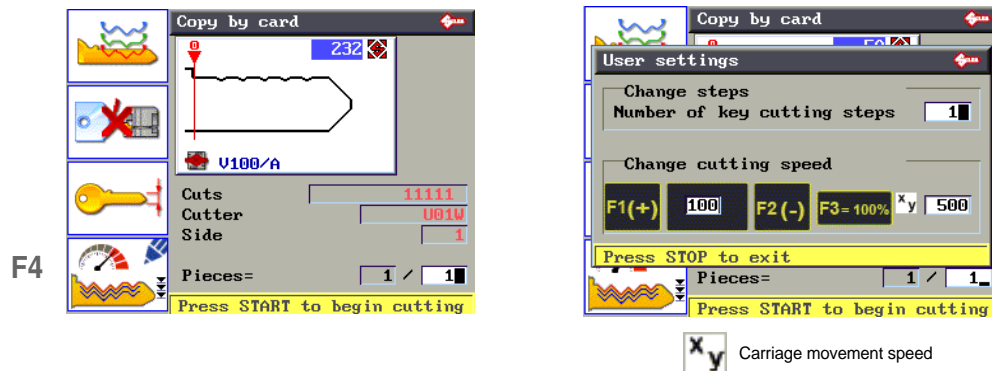 Copy by card
0
232
V100/A
Cuts 11111
Cutter U01W
Side 1
Pieces= 1 / 1
Press START to begin cutting
F4
Copy by card
User settings
Change steps
Number of key cutting steps 1
Change cutting speed
F1(+) 100 F2(-) F3=100% x y 500
Press STOP to exit
Pieces= 1 / 1
Press START to begin cutting
x y Carriage movement speed